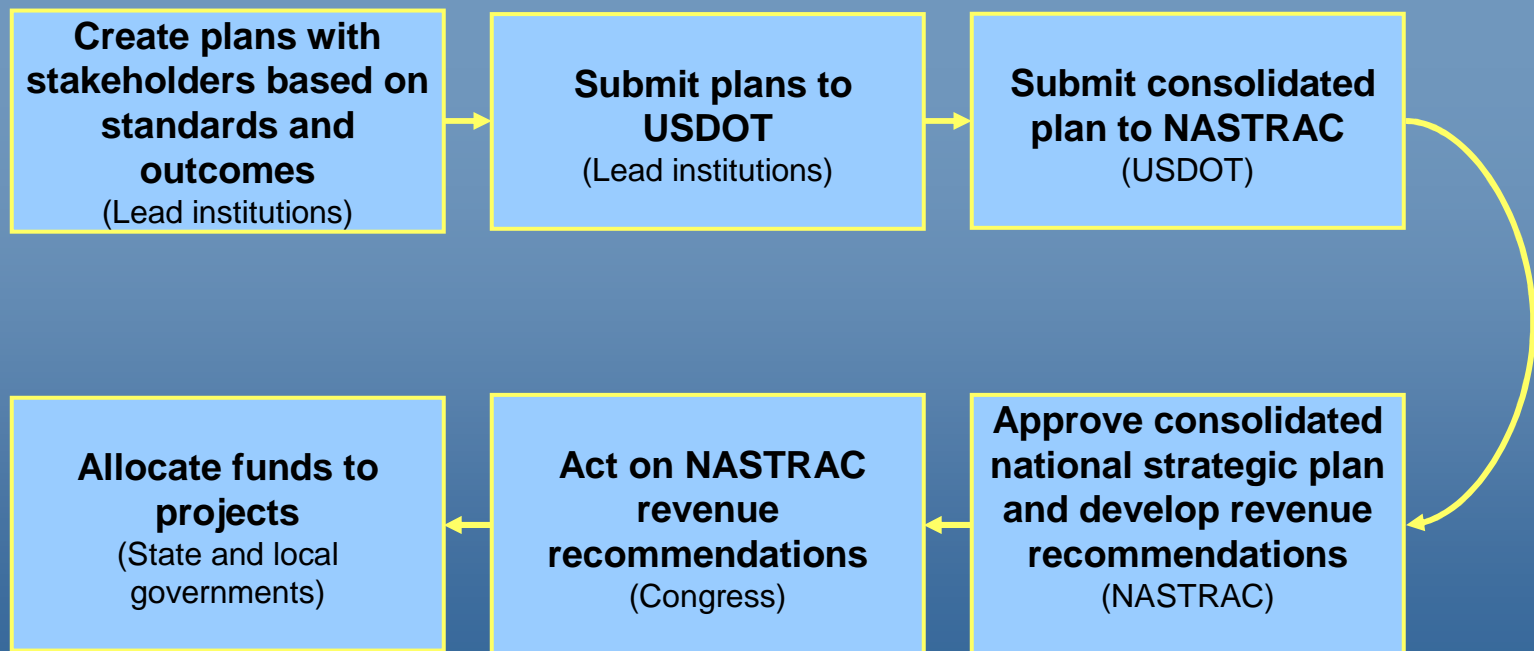 Create plans with
stakeholders based on
standards and
outcomes
(Lead institutions)
Submit plans to
USDOT
(Lead institutions)
Submit consolidated
plan to NASTRAC
(USDOT)
Approve consolidated
national strategic plan
and develop revenue
recommendations
(NASTRAC)
Act on NASTRAC
revenue
recommendations
(Congress)
Allocate funds to
projects
(State and local
governments)